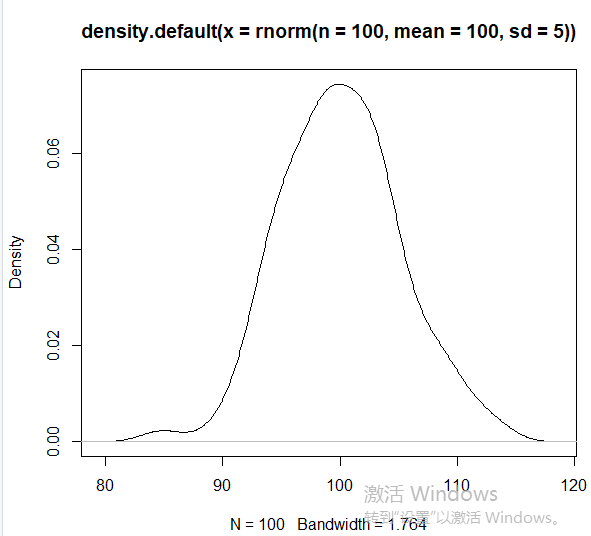 density.default(x = rnorm(n = 100, mean = 100, sd = 5))
Density
0.06
0.04
0.02
0.00
80 90 100 110 120
激活 Windows
转到"设置"以激活 Windows。
N = 100 Bandwidth = 1.764